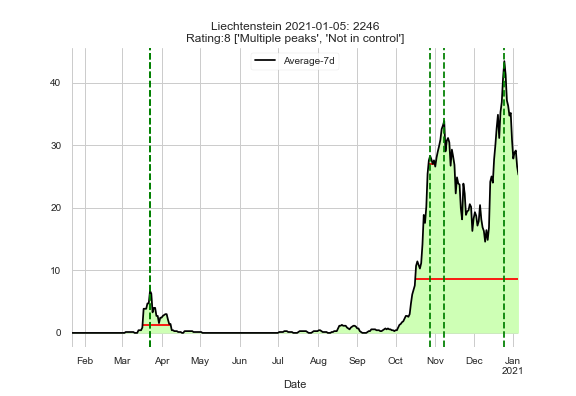 Liechtenstein 2021-01-05: 2246
Rating:8 ['Multiple peaks', 'Not in control']
Average-7d
40
30
20
10
0
Feb Mar Apr May Jun Jul Aug Sep Oct Nov Dec Jan
2021
Date